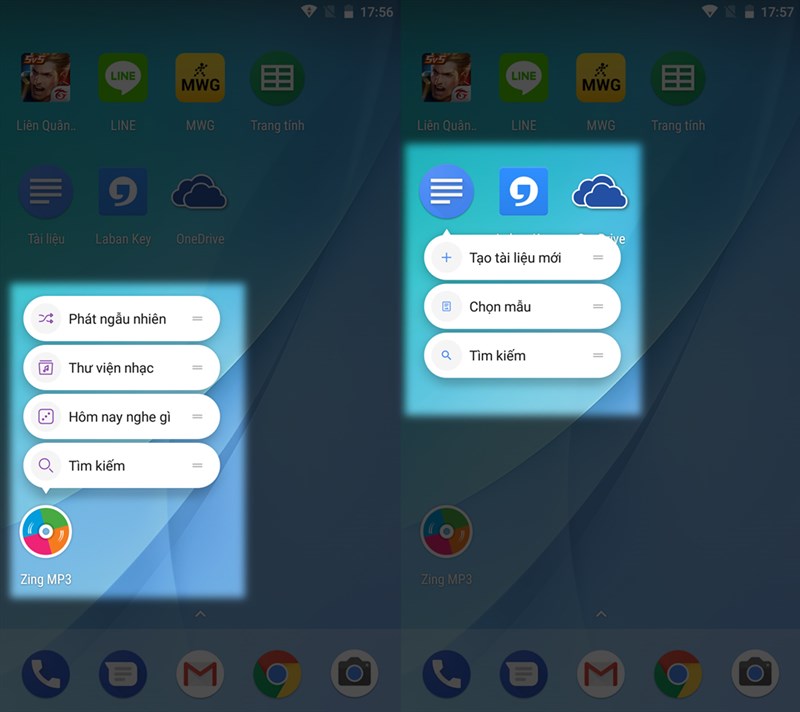 17:56
5v5
LINE
MWG
Liên Quân..
LINE
MWG
Trang tính
Tài liệu
Laban Key
OneDrive
Phát ngẫu nhiên
Thư viện nhạc
Hôm nay nghe gì
Tìm kiếm
Zing MP3
17:57
5v5
LINE
MWG
Liên Quân..
LINE
MWG
Trang tính
Tạo tài liệu mới
Chọn mẫu
Tìm kiếm
Zing MP3